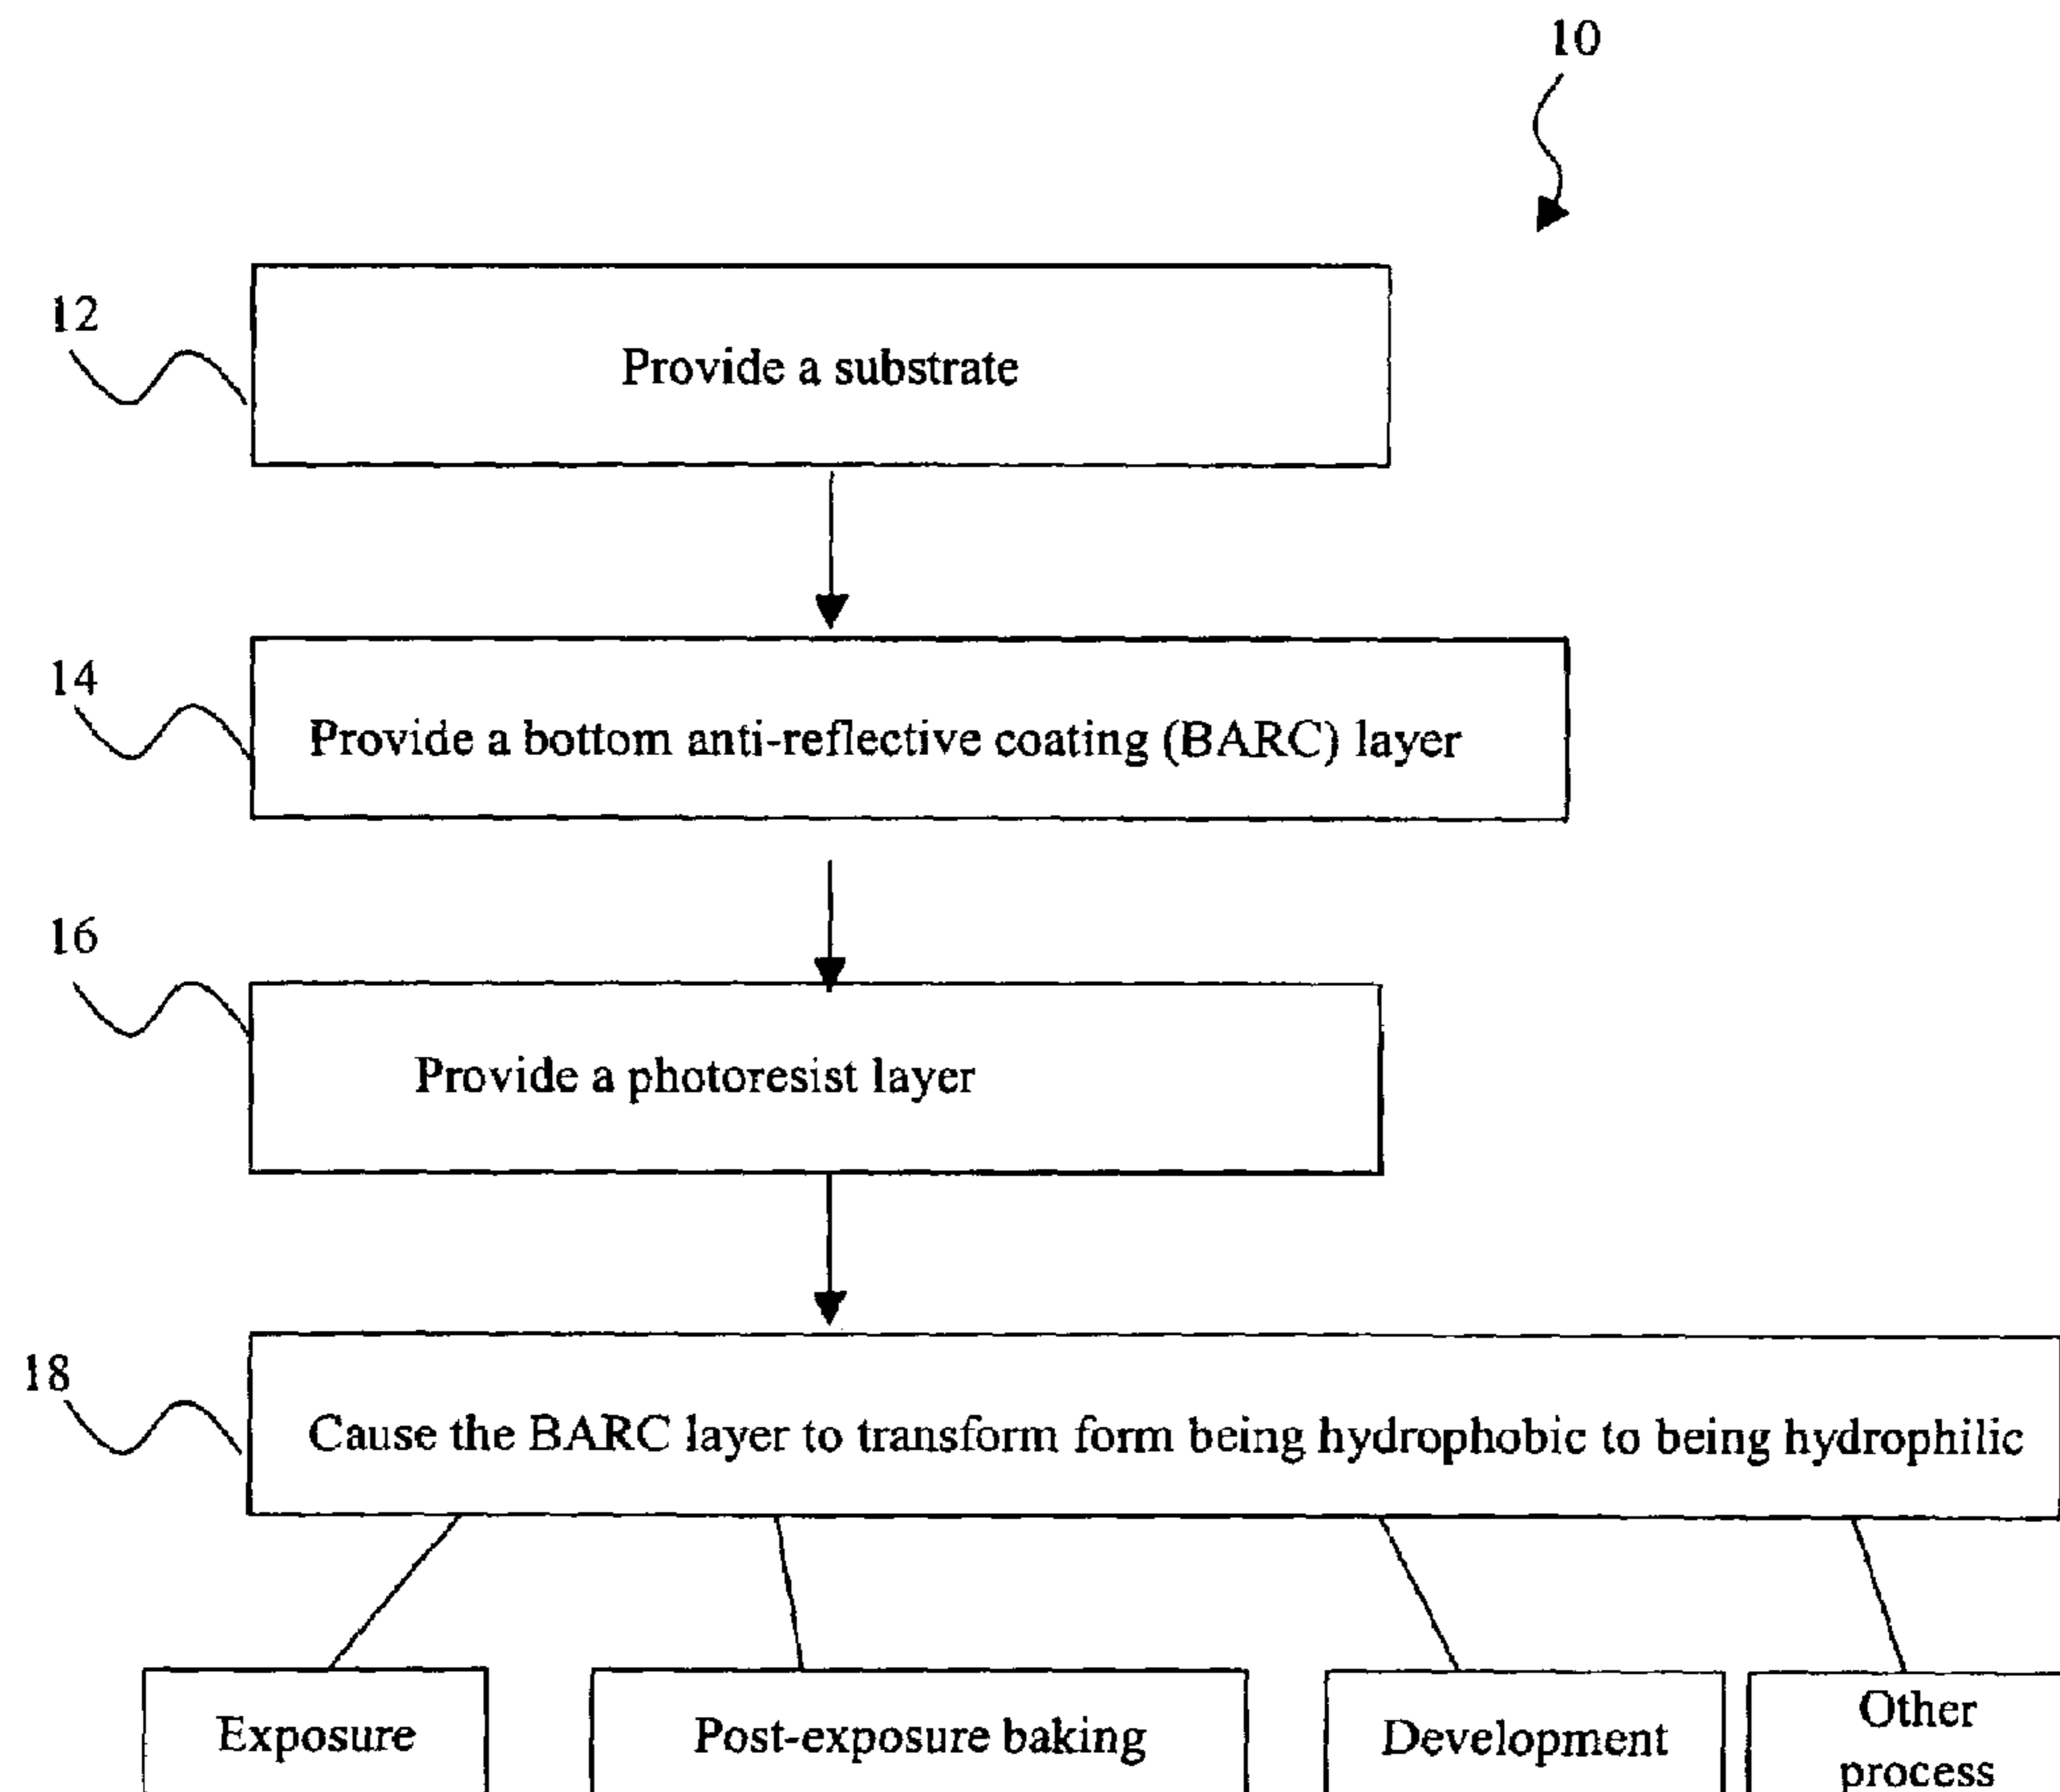 10
12
Provide a substrate
14
Provide a bottom anti-reflective coating (BARC) layer
16
Provide a photoresist layer
18
Cause the BARC layer to transform form being hydrophobic to being hydrophilic
Exposure
Post-exposure baking
Development
Other
process